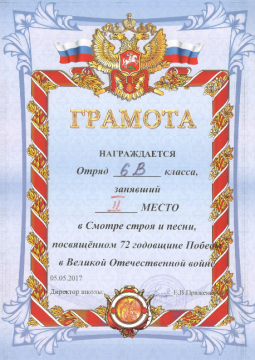 ГРАМОТА
НАГРАЖДАЕТСЯ
Отряд 6 В класса,
занявший
II МЕСТО
в Смотре строя и песни,
посвящённом 72 годовщине Победы
в Великой Отечественной войне
05.05.2017
Директор школы